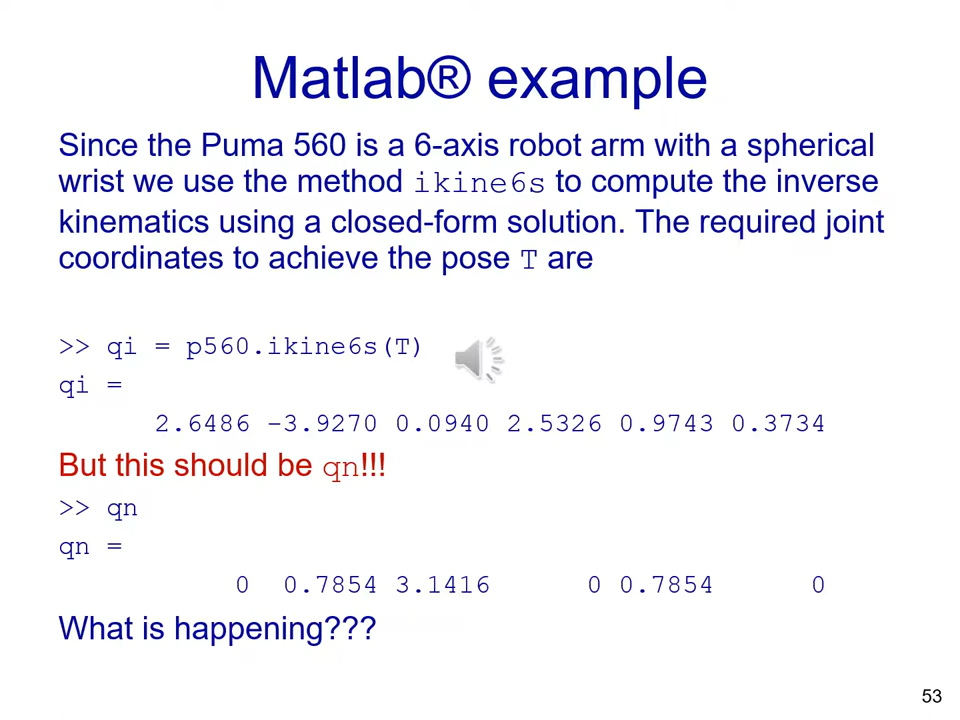 Matlab® example
Since the Puma 560 is a 6-axis robot arm with a spherical
wrist we use the method ikine6s to compute the inverse
kinematics using a closed-form solution. The required joint
coordinates to achieve the pose T are
>> qi = p560.ikine6s(T)
qi =
2.6486 -3.9270 0.0940 2.5326 0.9743 0.3734
But this should be qn!!!
>> qn
qn =
0 0.7854 3.1416 0 0.7854 0
What is happening???
53